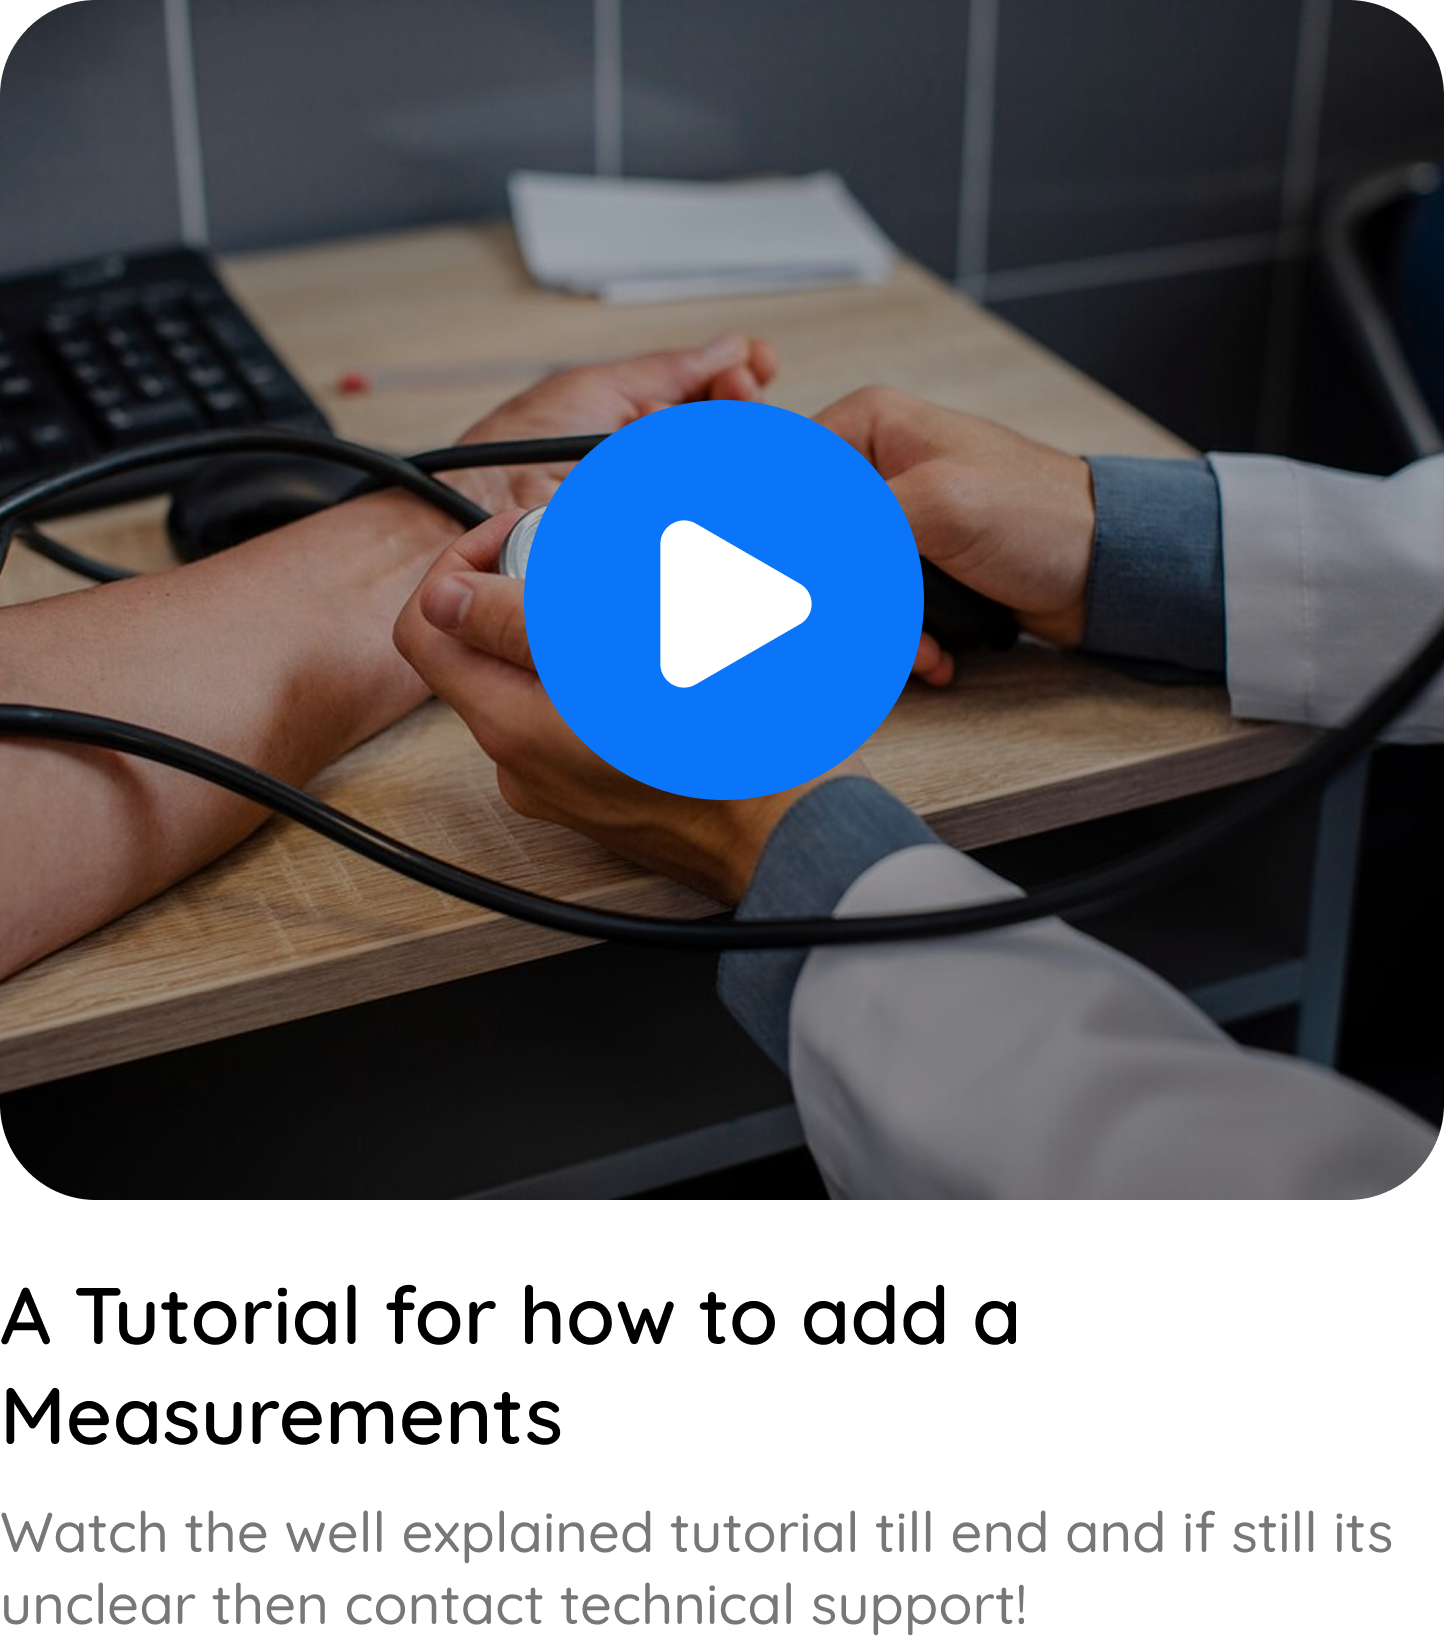 A Tutorial for how to add a
Measurements
Watch the well explained tutorial till end and if still its
unclear then contact technical support!